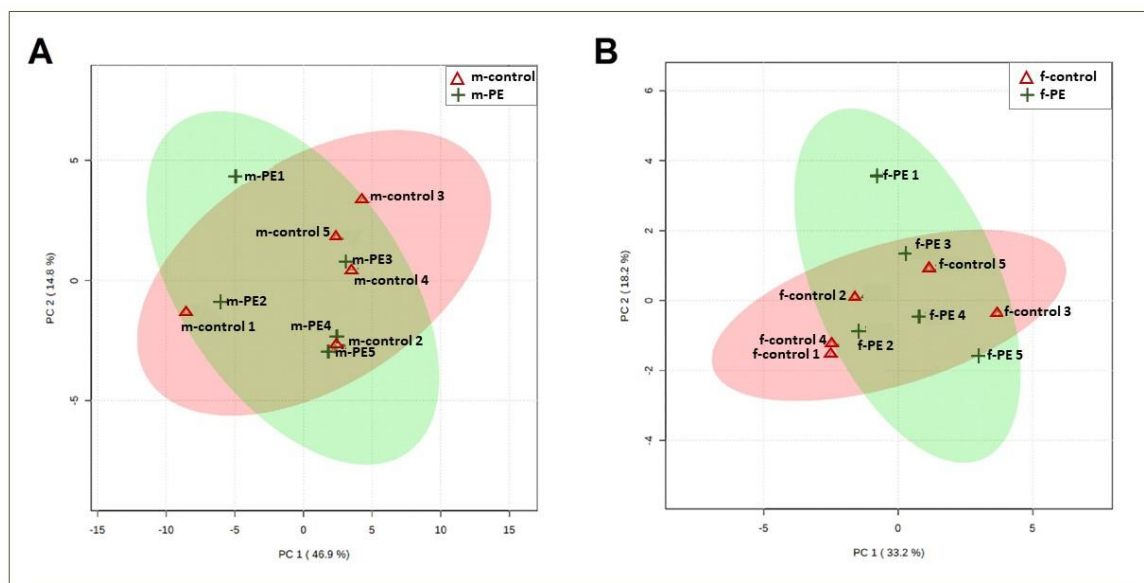 A
m-control
m-PE
m-PE1
m-control 3
m-control 5
m-PE3
m-control 4
m-PE2
m-control 1
m-PE4
m-control 2
m-PE5
5
0
-5
PC 2 ( 14.8 %)
-15
-10
-5
0
5
10
15
PC 1 ( 46.9 %)
B
f-control
f-PE
f-PE 1
f-PE 3
f-control 5
f-control 2
f-PE 4
f-control 3
f-control 4
f-PE 2
f-control 1
f-PE 5
6
4
2
0
-2
-4
PC 2 ( 18.2 %)
-5
0
5
PC 1 ( 33.2 %)